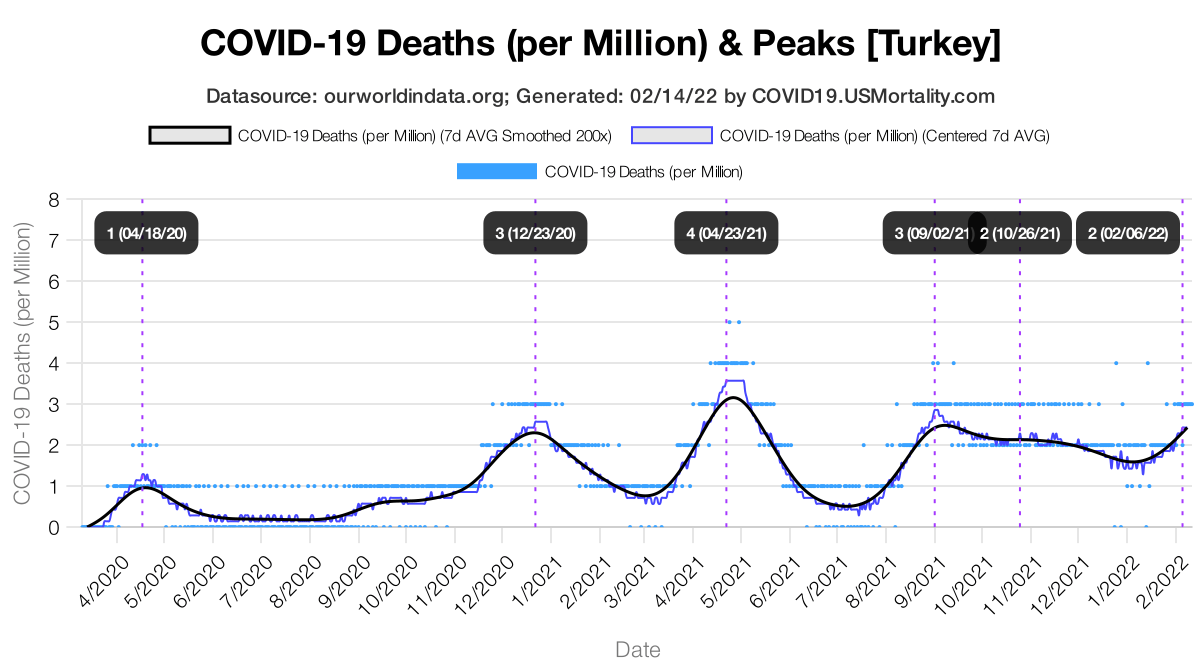 COVID-19 Deaths (per Million) & Peaks [Turkey]
Datasource: ourworldindata.org; Generated: 02/14/22 by COVID19.USMortality.com
COVID-19 Deaths (per Million) (7d AVG Smoothed 200x) COVID-19 Deaths (per Million) (Centered 7d AVG)
COVID-19 Deaths (per Million)
COVID-19 Deaths (per Million)
8
7
6
5
4
3
2
1
0
1 (04/18/20) 3 (12/23/20) 4 (04/23/21) 3 (09/02/21) 2 (10/26/21) 2 (02/06/22)
4/2020 5/2020 6/2020 7/2020 8/2020 9/2020 10/2020 11/2020 12/2020 1/2021 2/2021 3/2021 4/2021 5/2021 6/2021 7/2021 8/2021 9/2021 10/2021 11/2021 12/2021 1/2022 2/2022
Date